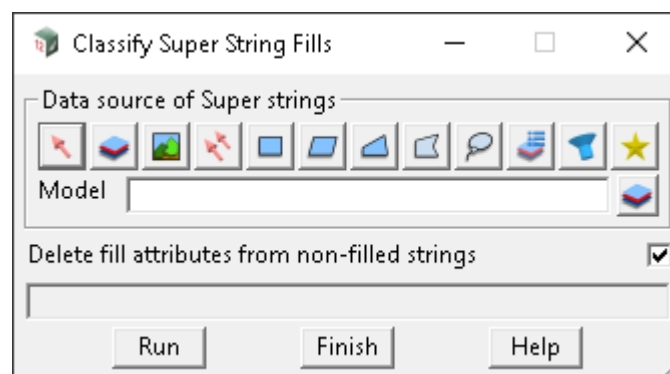 Classify Super String Fills
Data source of Super strings
Model
Delete fill attributes from non-filled strings
Run Finish Help